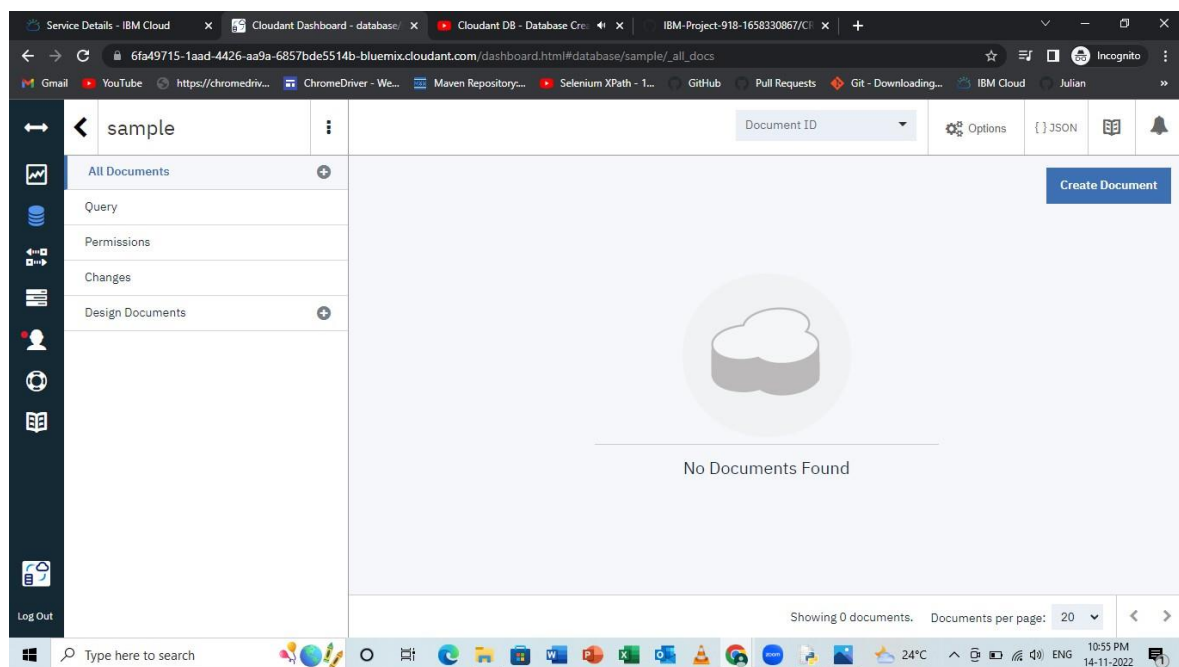 Service Details - IBM Cloud
Cloudant Dashboard - database/
Cloudant DB - Database Cre
IBM-Project-918-1658330867/CR
6fa49715-1aad-4426-aa9a-6857bde5514b-bluemix.cloudant.com/dashboard.html#database/sample/_all_docs
Incognito
Gmail
YouTube
https://chromedriv...
ChromeDriver - We...
Maven Repository:...
Selenium XPath - 1...
GitHub
Pull Requests
Git - Downloading...
IBM Cloud
Julian
»
sample
Document ID
Options
{ } JSON
All Documents
Create Document
Query
Permissions
Changes
Design Documents
No Documents Found
Log Out
Showing 0 documents.
Documents per page: 20
Type here to search
24°C
ENG
10:55 PM
14-11-2022